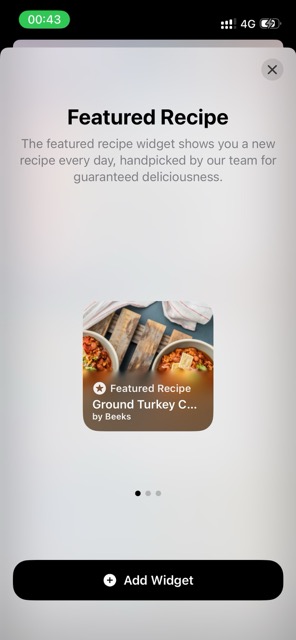 00:43
4G
Featured Recipe
The featured recipe widget shows you a new
recipe every day, handpicked by our team for
guaranteed deliciousness.
Featured Recipe
Ground Turkey C...
by Beeks
Add Widget